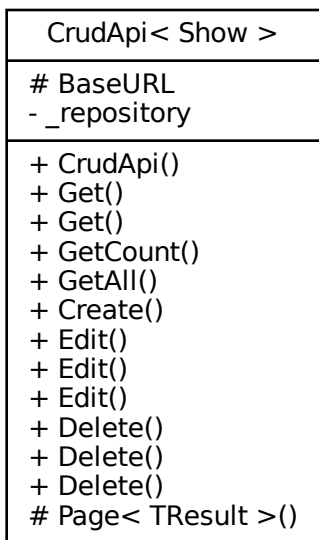 CrudApi< Show >
# BaseURL
- _repository
+ CrudApi()
+ Get()
+ Get()
+ GetCount()
+ GetAll()
+ Create()
+ Edit()
+ Edit()
+ Edit()
+ Delete()
+ Delete()
+ Delete()
# Page< TResult >()